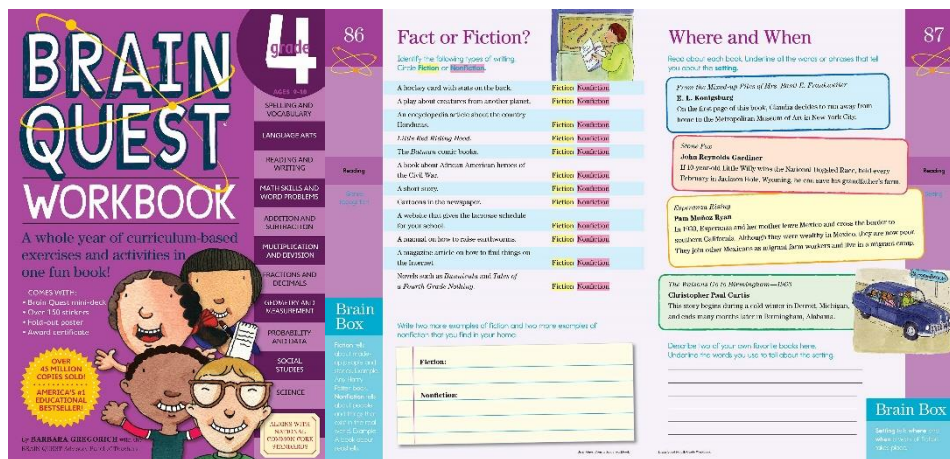 BRAIN
QUEST
WORKBOOK
4
grade
AGES 9-10
SPELLING AND
VOCABULARY
LANGUAGE ARTS
READING AND
WRITING
MATH SKILLS AND
WORD PROBLEMS
ADDITION AND
SUBTRACTION
MULTIPLICATION
AND DIVISION
FRACTIONS AND
DECIMALS
GEOMETRY AND
MEASUREMENT
PROBABILITY
AND DATA
SOCIAL
STUDIES
SCIENCE
ALIGNS WITH
NATIONAL
COMMON CORE
STANDARDS
A whole year of curriculum-based
exercises and activities in
one fun book!
COMES WITH:
• Brain Quest mini-deck
• Over 150 stickers
• Fold-out poster
• Award certificate
OVER
45 MILLION
COPIES SOLD!
AMERICA'S #1
EDUCATIONAL
BESTSELLER!
By BARBARA GREGORICH
86
Reading
Brain
Box
Fact or Fiction?
Identify the following types of writing.
Circle Fiction or Nonfiction.
A hockey card with stats on the back. Fiction Nonfiction
A play about creatures from another planet. Fiction Nonfiction
An encyclopedia article about the country
Honduras. Fiction Nonfiction
Little Red Riding Hood. Fiction Nonfiction
The Batman comic books. Fiction Nonfiction
A book about African American heroes of
the Civil War. Fiction Nonfiction
A short story. Fiction Nonfiction
Cartoons in the newspaper. Fiction Nonfiction
A website that gives the lacrosse schedule
for your school. Fiction Nonfiction
A manual on how to raise earthworms. Fiction Nonfiction
A magazine article on how to find things on
the Internet Fiction Nonfiction
Novels such as Bunnicula and Tales of
a Fourth Grade Nothing. Fiction Nonfiction
Write two more examples of fiction and two more examples of
nonfiction that you find in your home.
Fiction:
Nonfiction:
Where and When
87
Read about each book. Underline all the words or phrases that tell
you about the setting.
From the Mixed-up Files of Mrs. Basil E. Frankweiler
E. L. Konigsburg
On the first page of this book, Claudia decides to run away from
home to the Metropolitan Museum of Art in New York City.
Stone Fox
John Reynolds Gardiner
If 10-year-old Little Willy wins the National Dogsled Race, held every
February in Jackson Hole, Wyoming, he can save his grandfather's farm.
Esperanza Rising
Pam Muñoz Ryan
In 1930, Esperanza and her mother leave Mexico and cross the border to
southern California. Although they were wealthy in Mexico, they are now poor.
They join other Mexicans as migrant farm workers and live in a migrant camp.
The Watsons Go to Birmingham—1963
Christopher Paul Curtis
This story begins during a cold winter in Detroit, Michigan,
and ends many months later in Birmingham, Alabama.
Describe two of your own favorite books here.
Underline the words you use to tell about the setting.
Reading
Brain Box